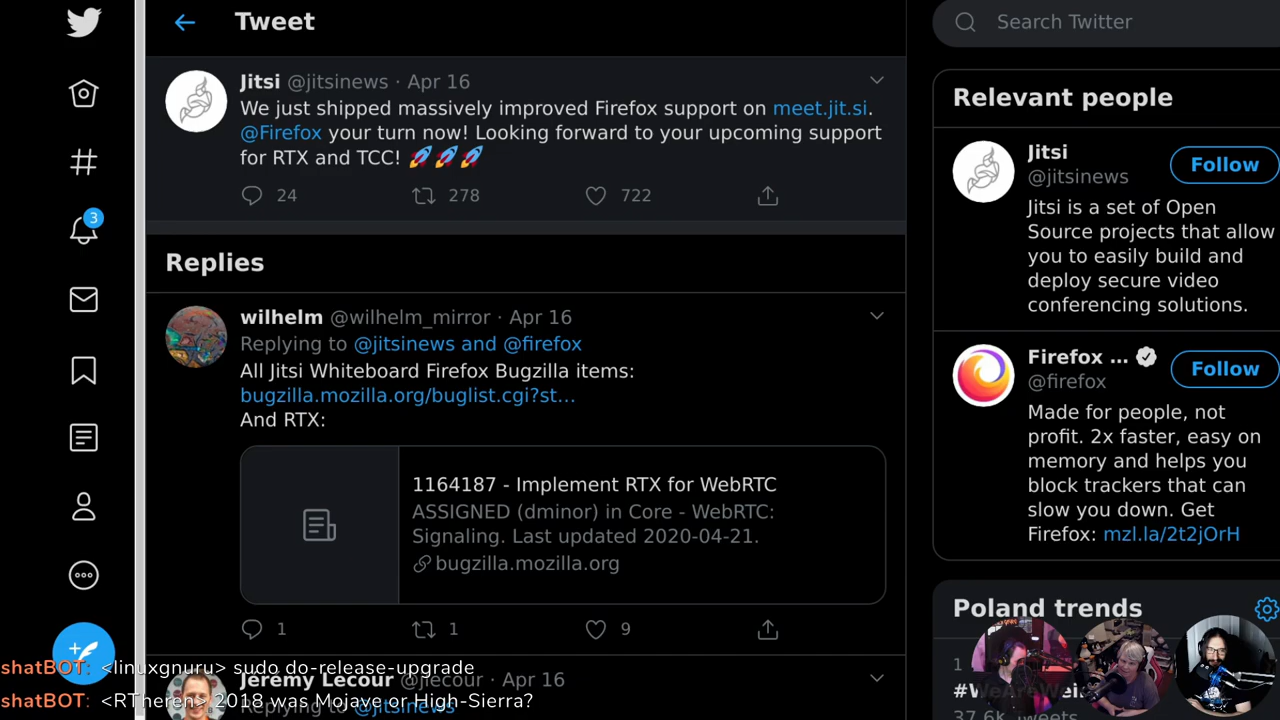 Tweet
Search Twitter
Jitsi @jitsinews · Apr 16
We just shipped massively improved Firefox support on meet.jit.si.
@Firefox your turn now! Looking forward to your upcoming support
for RTX and TCC! 🚀🚀🚀
24 278 722
3
Replies
wilhelm @wilhelm_mirror · Apr 16
Replying to @jitsinews and @firefox
All Jitsi Whiteboard Firefox Bugzilla items:
bugzilla.mozilla.org/buglist.cgi?st…
And RTX:
1164187 - Implement RTX for WebRTC
ASSIGNED (dminor) in Core - WebRTC:
Signaling. Last updated 2020-04-21.
bugzilla.mozilla.org
1 1 9
Jeremy Lecour @jlecour · Apr 16
Replying to @jitsinews
Relevant people
Jitsi
@jitsinews
Follow
Jitsi is a set of Open
Source projects that allow
you to easily build and
deploy secure video
conferencing solutions.
Firefox ...
@firefox
Follow
Made for people, not
profit. 2x faster, easy on
memory and helps you
block trackers that can
slow you down. Get
Firefox: mzl.la/2t2jOrH
Poland trends
1
37.6k Tweets
shatBOT: <linuxgnuru> sudo do-release-upgrade
shatBOT: <RTheren> 2018 was Mojave or High-Sierra?